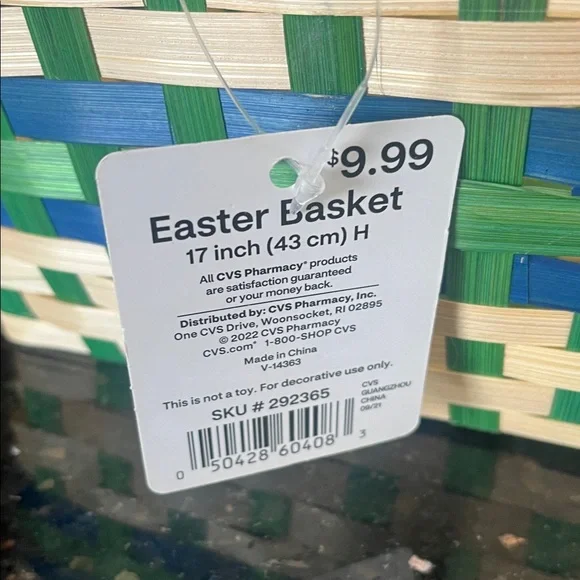 $9.99
Easter Basket
17 inch (43 cm) H
All CVS Pharmacy® products
are satisfaction guaranteed
or your money back.
Distributed by: CVS Pharmacy, Inc.
One CVS Drive, Woonsocket, RI 02895
© 2022 CVS Pharmacy
CVS.com® 1-800-SHOP CVS
Made in China
V-14363
This is not a toy. For decorative use only.
SKU # 292365
CVS
GUANGZHOU
CHINA
09/21
0 50428 60408 3